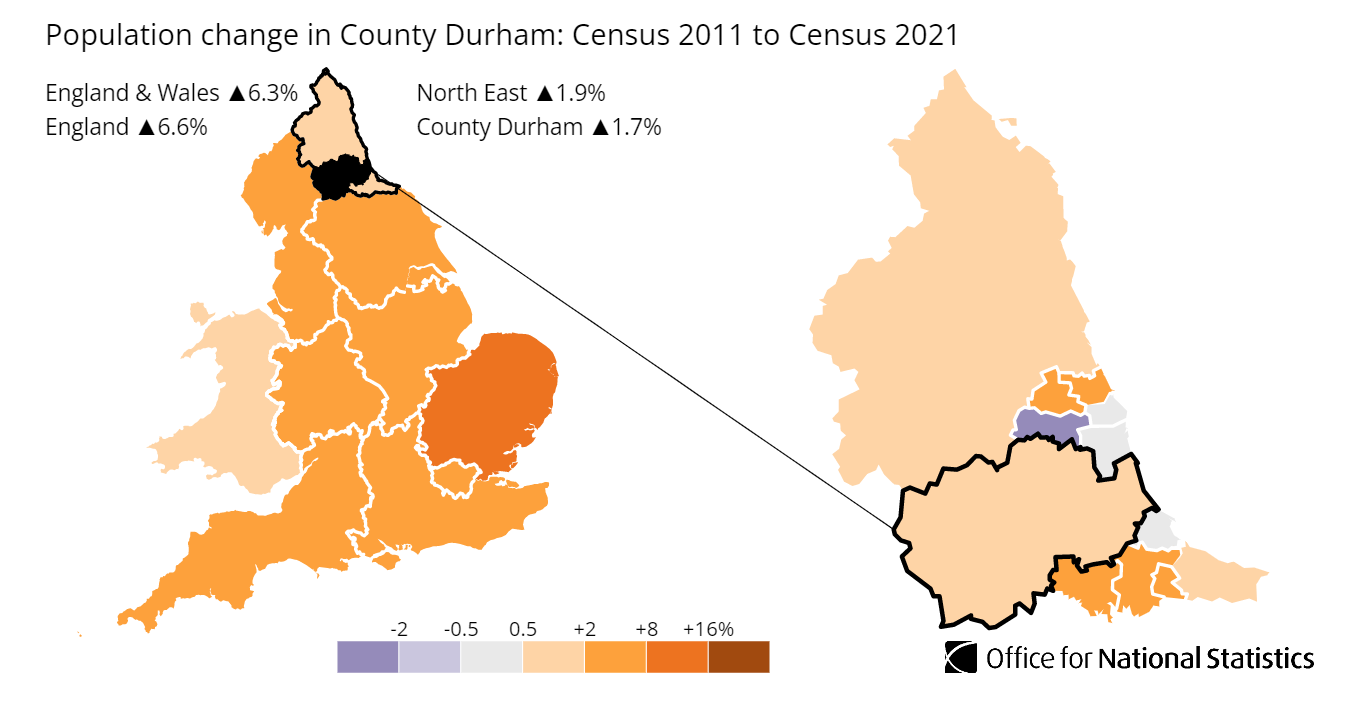 Population change in County Durham: Census 2011 to Census 2021
England & Wales ▲6.3%
North East ▲1.9%
England ▲6.6%
County Durham ▲1.7%
-2 -0.5 0.5 +2 +8 +16%
Office for National Statistics